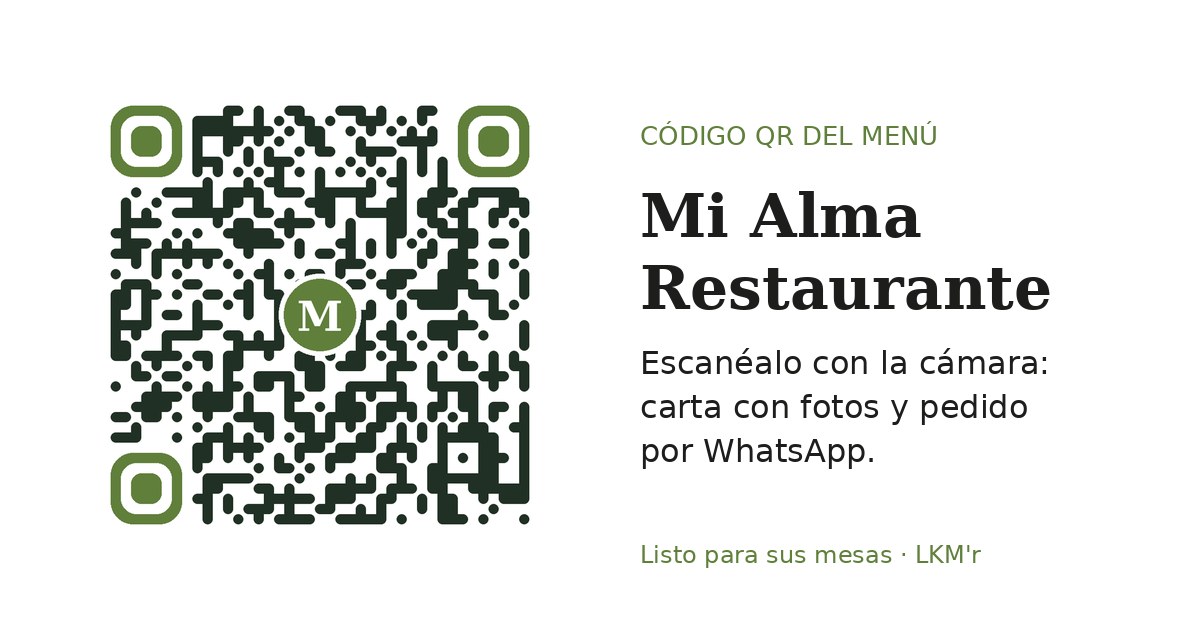 M
CÓDIGO QR DEL MENÚ
Mi Alma
Restaurante
Escanéalo con la cámara:
carta con fotos y pedido
por WhatsApp.
Listo para sus mesas · LKM'r